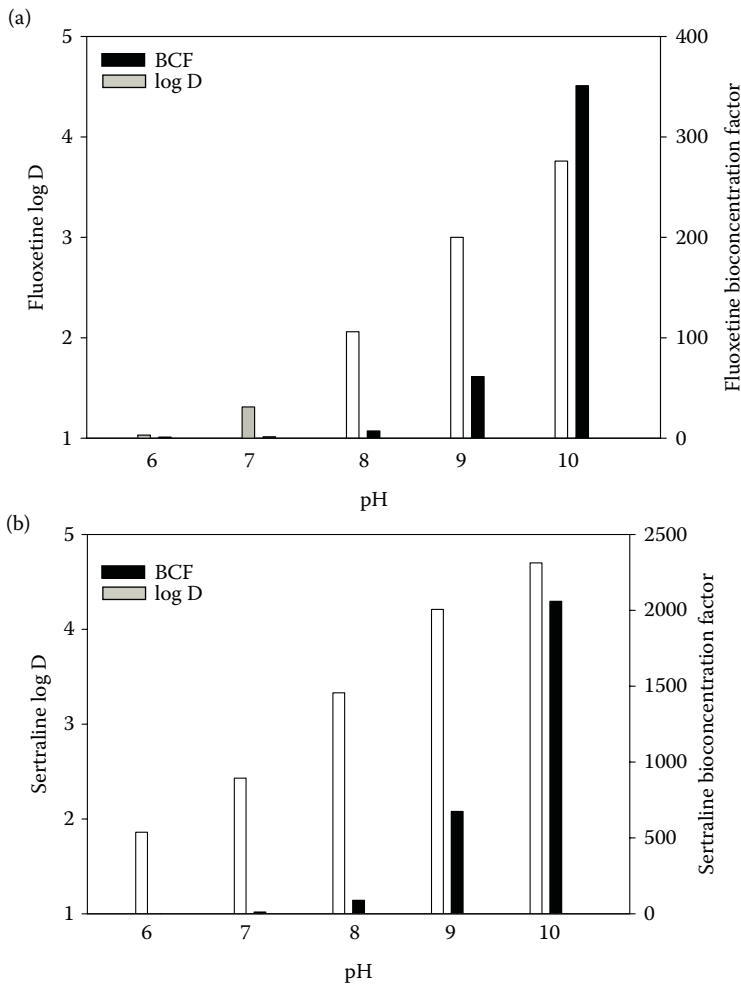 (a)
BCF
log D
5
4
3
2
1
Fluoxetine log D
400
300
200
100
0
Fluoxetine bioconcentration factor
6 7 8 9 10
pH
(b)
BCF
log D
5
4
3
2
1
Sertraline log D
2500
2000
1500
1000
500
0
Sertraline bioconcentration factor
6 7 8 9 10
pH